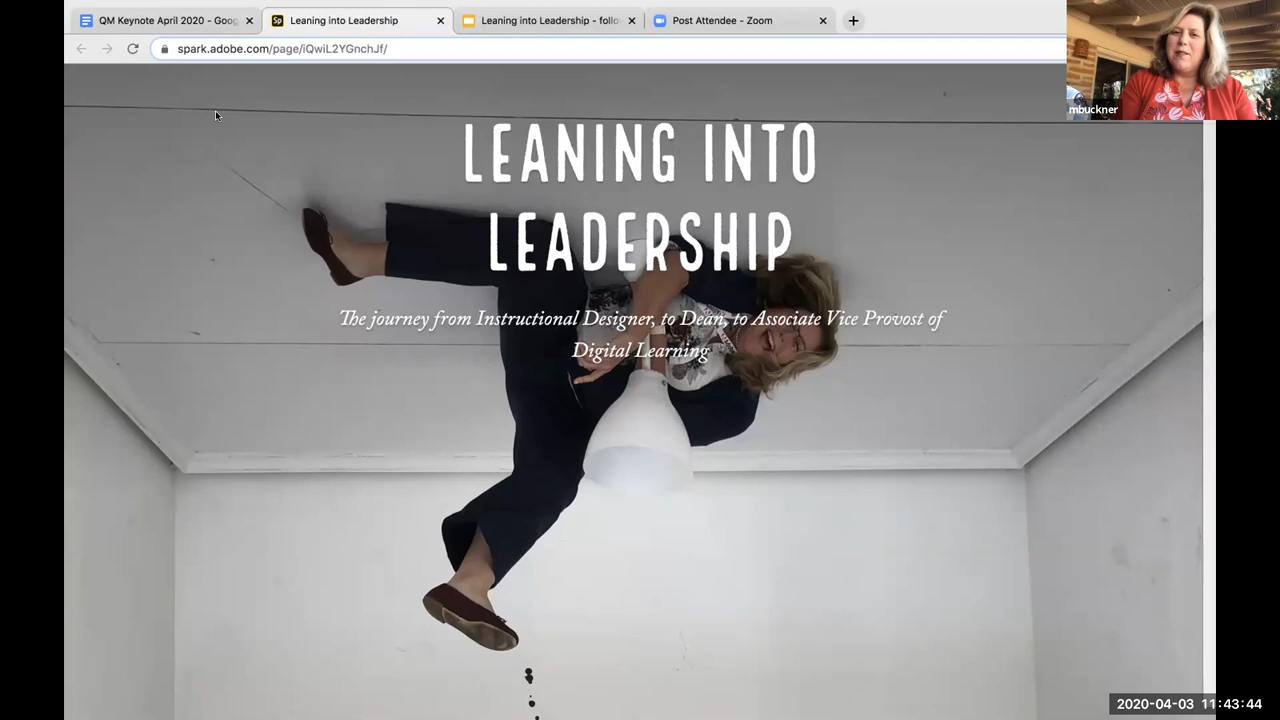 QM Keynote April 2020 - Goog
Sp
Leaning into Leadership
Leaning into Leadership - follo
Post Attendee - Zoom
spark.adobe.com/page/iQwiL2YGnchJf/
mbuckner
LEANING INTO
LEADERSHIP
The journey from Instructional Designer, to Dean, to Associate Vice Provost of
Digital Learning
2020-04-03 11:43:44